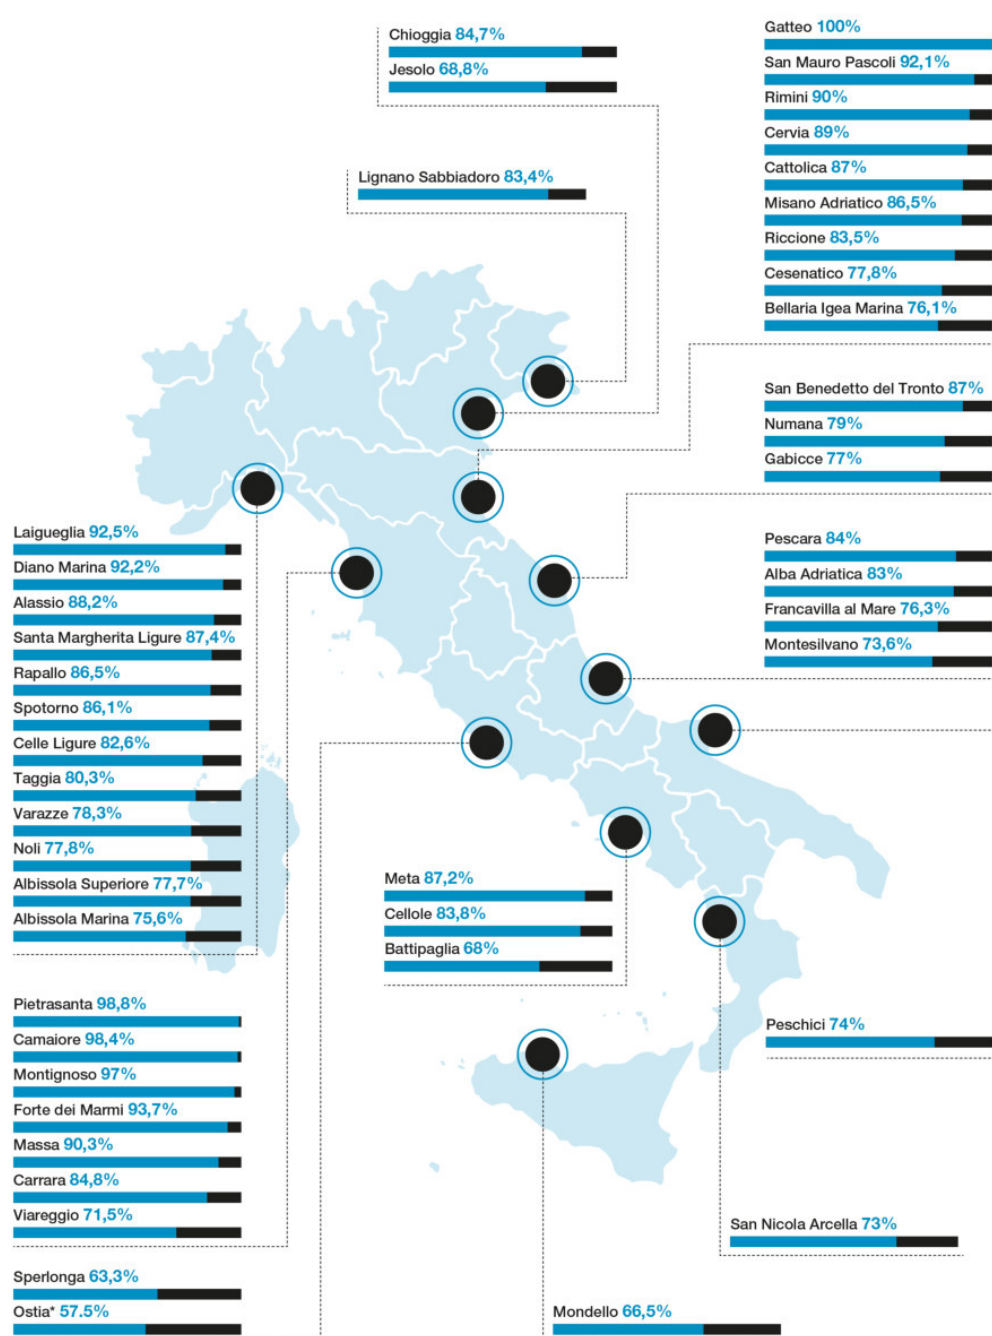 Chioggia 84,7%
Jesolo 68,8%
Lignano Sabbiadoro 83,4%
Gatteo 100%
San Mauro Pascoli 92,1%
Rimini 90%
Cervia 89%
Cattolica 87%
Misano Adriatico 86,5%
Riccione 83,5%
Cesenatico 77,8%
Bellaria Igea Marina 76,1%
San Benedetto del Tronto 87%
Numana 79%
Gabicce 77%
Pescara 84%
Alba Adriatica 83%
Francavilla al Mare 76,3%
Montesilvano 73,6%
Laigueglia 92,5%
Diano Marina 92,2%
Alassio 88,2%
Santa Margherita Ligure 87,4%
Rapallo 86,5%
Spotorno 86,1%
Celle Ligure 82,6%
Taggia 80,3%
Varazze 78,3%
Noli 77,8%
Albissola Superiore 77,7%
Albissola Marina 75,6%
Meta 87,2%
Cellole 83,8%
Battipaglia 68%
Pietrasanta 98,8%
Camaiore 98,4%
Montignoso 97%
Forte dei Marmi 93,7%
Massa 90,3%
Carrara 84,8%
Viareggio 71,5%
Peschici 74%
San Nicola Arcella 73%
Sperlonga 63,3%
Ostia* 57.5%
Mondello 66,5%